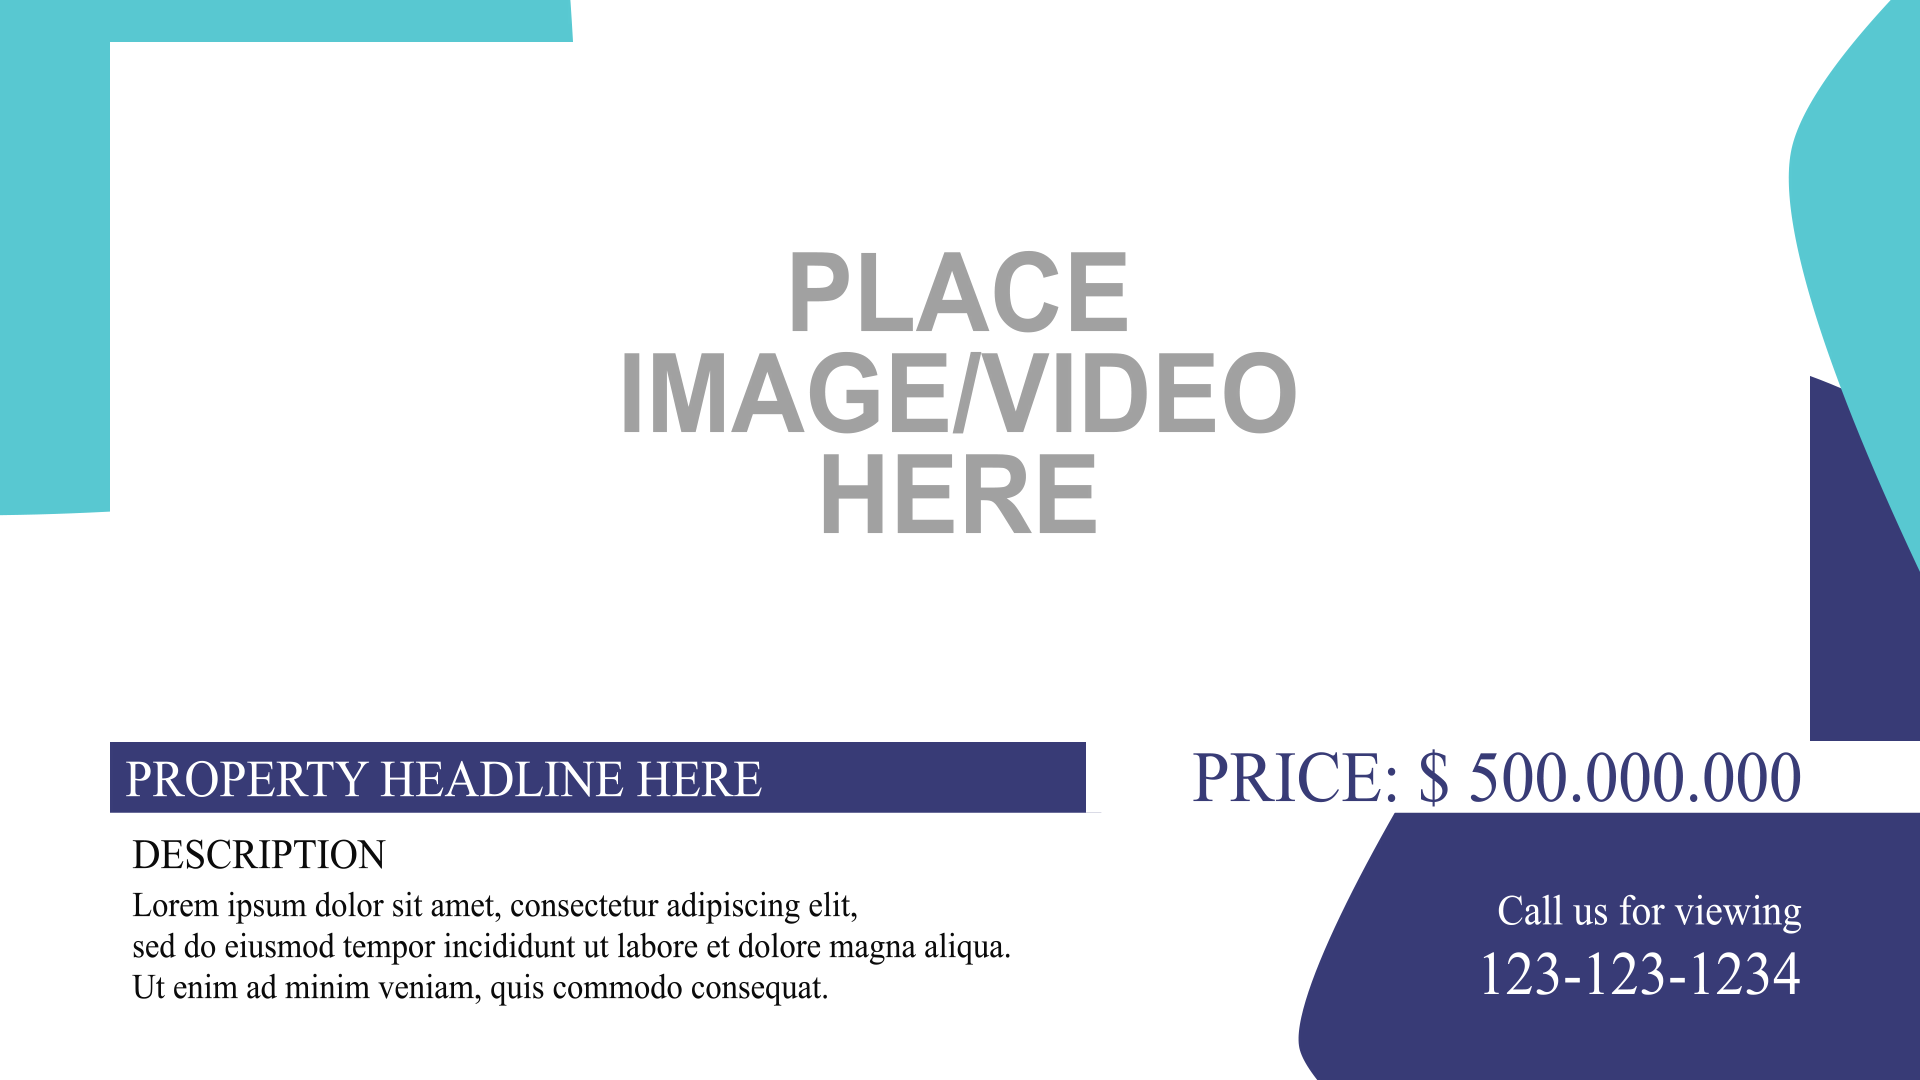 PLACE
IMAGE/VIDEO
HERE
PROPERTY HEADLINE HERE
PRICE: $ 500.000.000
DESCRIPTION
Lorem ipsum dolor sit amet, consectetur adipiscing elit,
sed do eiusmod tempor incididunt ut labore et dolore magna aliqua.
Ut enim ad minim veniam, quis commodo consequat.
Call us for viewing
123-123-1234